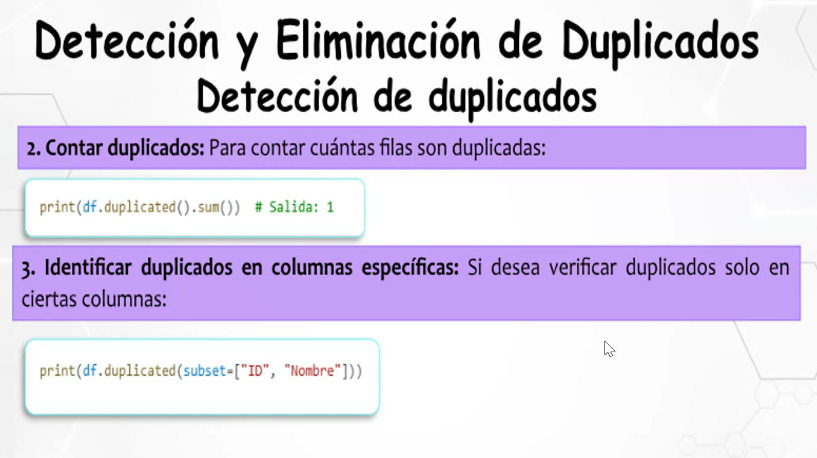 Detección y Eliminación de Duplicados
Detección de duplicados
2. Contar duplicados: Para contar cuántas filas son duplicadas:
print(df.duplicated().sum())  # Salida: 1
3. Identificar duplicados en columnas específicas: Si desea verificar duplicados solo en
ciertas columnas:
print(df.duplicated(subset=["ID", "Nombre"]))